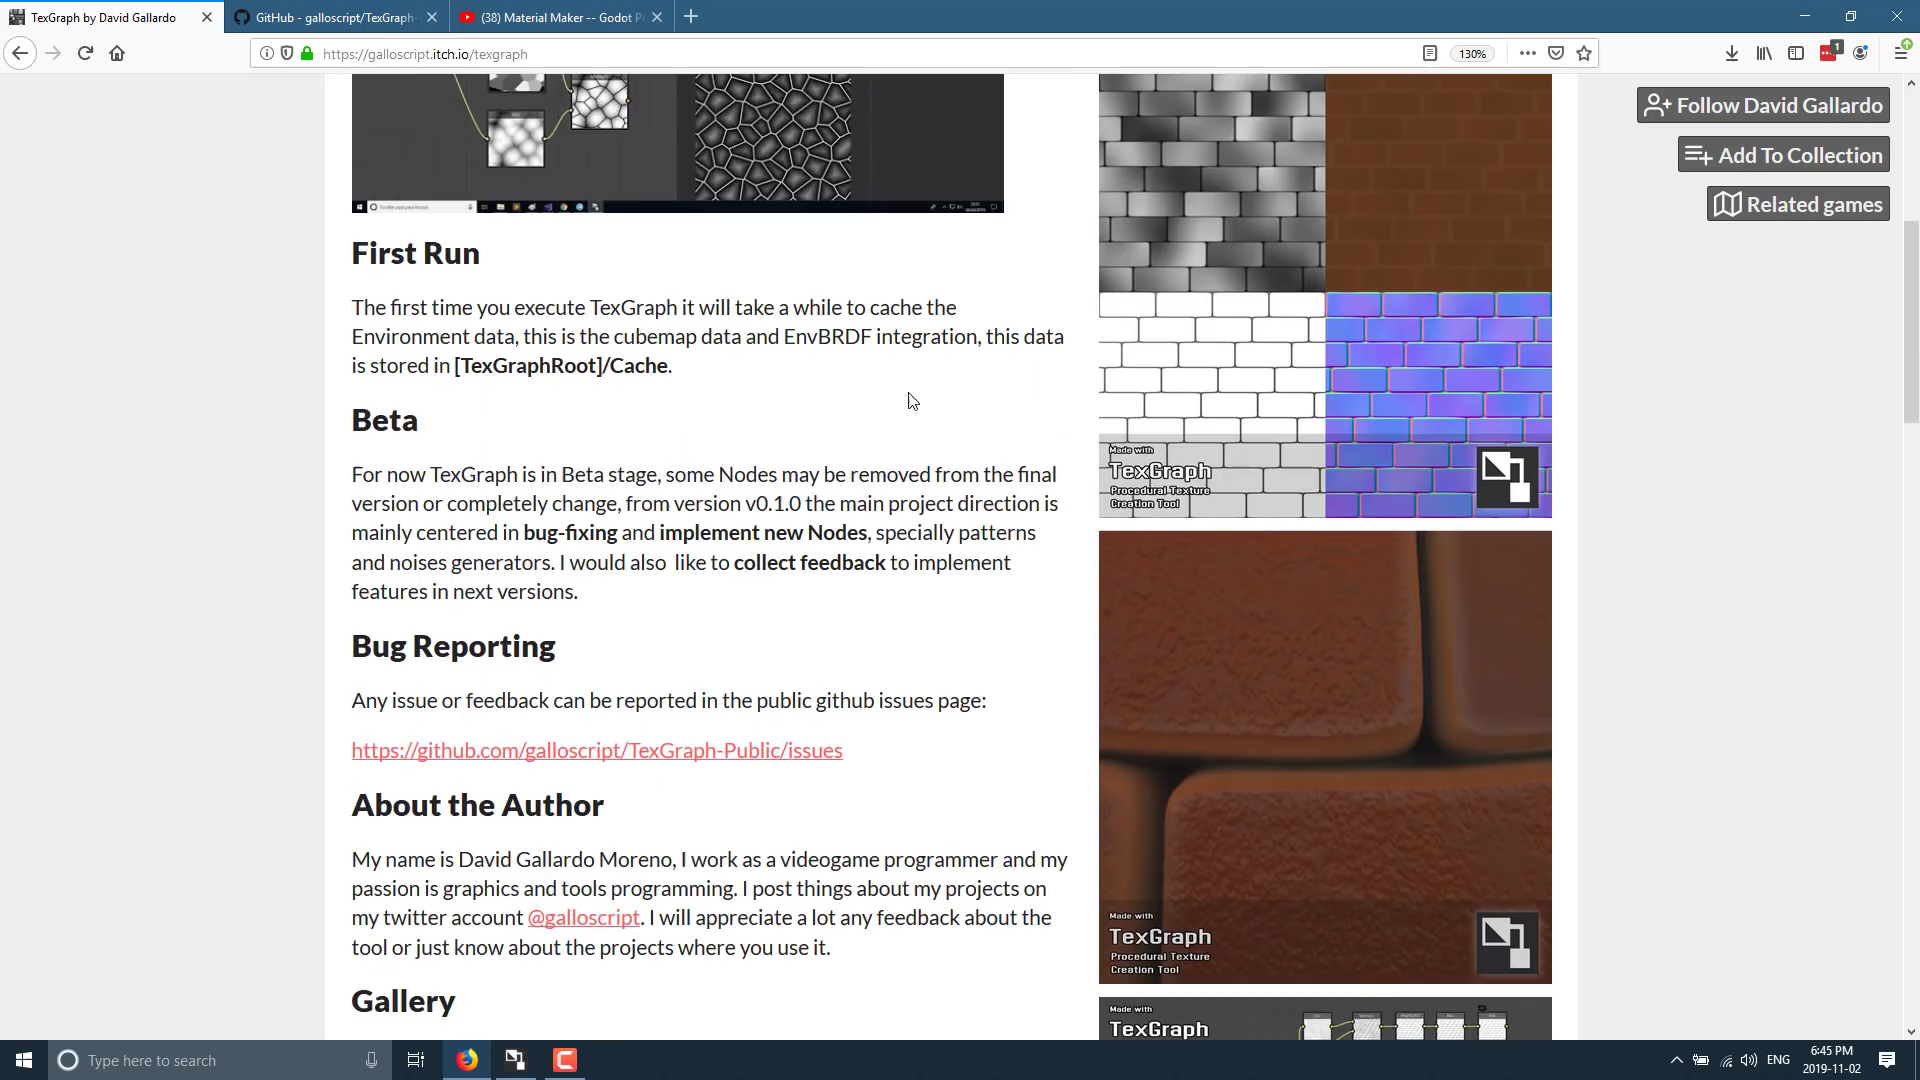 TexGraph by David Gallardo
GitHub - galloscript/TexGraph-
(38) Material Maker -- Godot P
https://galloscript.itch.io/texgraph
130%
1
Follow David Gallardo
Add To Collection
Related games
First Run
The first time you execute TexGraph it will take a while to cache the
Environment data, this is the cubemap data and EnvBRDF integration, this data
is stored in [TexGraphRoot]/Cache.
Beta
For now TexGraph is in Beta stage, some Nodes may be removed from the final
version or completely change, from version v0.1.0 the main project direction is
mainly centered in bug-fixing and implement new Nodes, specially patterns
and noises generators. I would also like to collect feedback to implement
features in next versions.
Bug Reporting
Any issue or feedback can be reported in the public github issues page:
https://github.com/galloscript/TexGraph-Public/issues
About the Author
My name is David Gallardo Moreno, I work as a videogame programmer and my
passion is graphics and tools programming. I post things about my projects on
my twitter account @galloscript. I will appreciate a lot any feedback about the
tool or just know about the projects where you use it.
Gallery
Made with
TexGraph
Procedural Texture
Creation Tool
Made with
TexGraph
Procedural Texture
Creation Tool
Made with
TexGraph
Type here to search
ENG
6:45 PM
2019-11-02